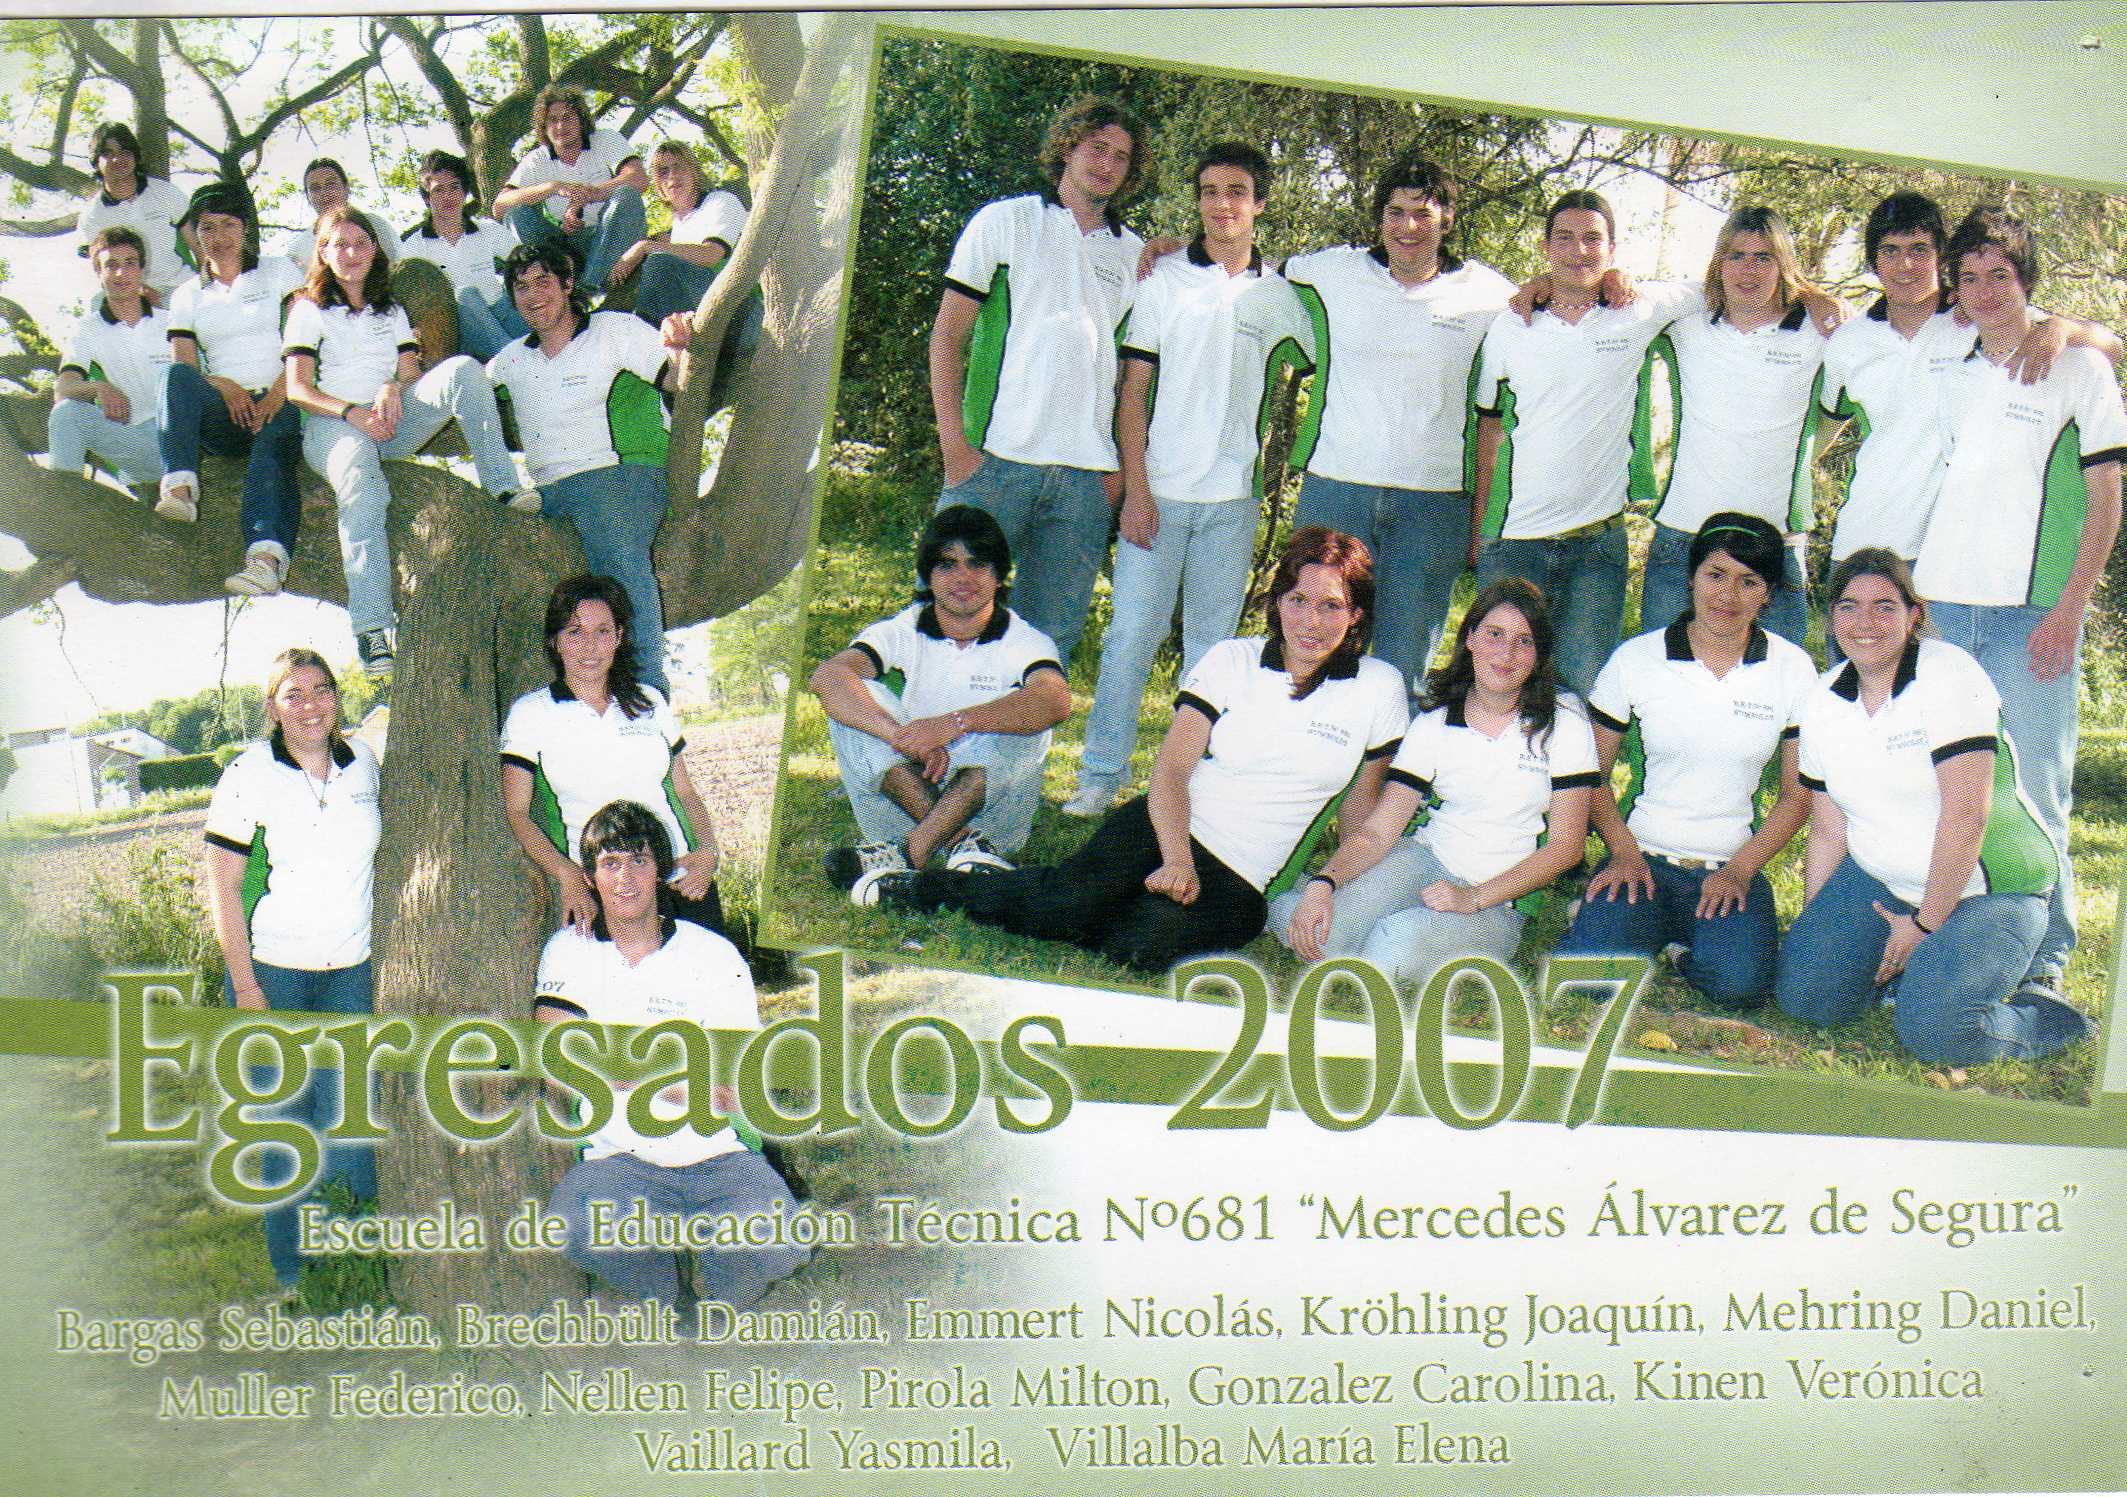 Egresados 2007
Escuela de Educación Técnica Nº681 “Mercedes Álvarez de Segura”
Bargas Sebastián, Brechbült Damián, Emmert Nicolás, Kröhling Joaquín, Mehring Daniel,
Muller Federico, Nellen Felipe, Pirola Milton, Gonzalez Carolina, Kinen Verónica
Vaillard Yasmila, Villalba María Elena
07